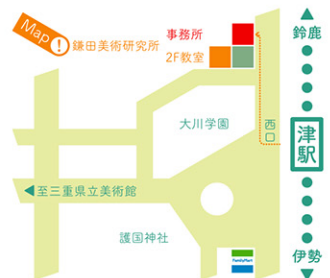 Map!
鎌田美術研究所
事務所
2F教室
鈴鹿
大川学園
西口
津駅
◀至三重県立美術館
護国神社
伊勢
FamilyMart